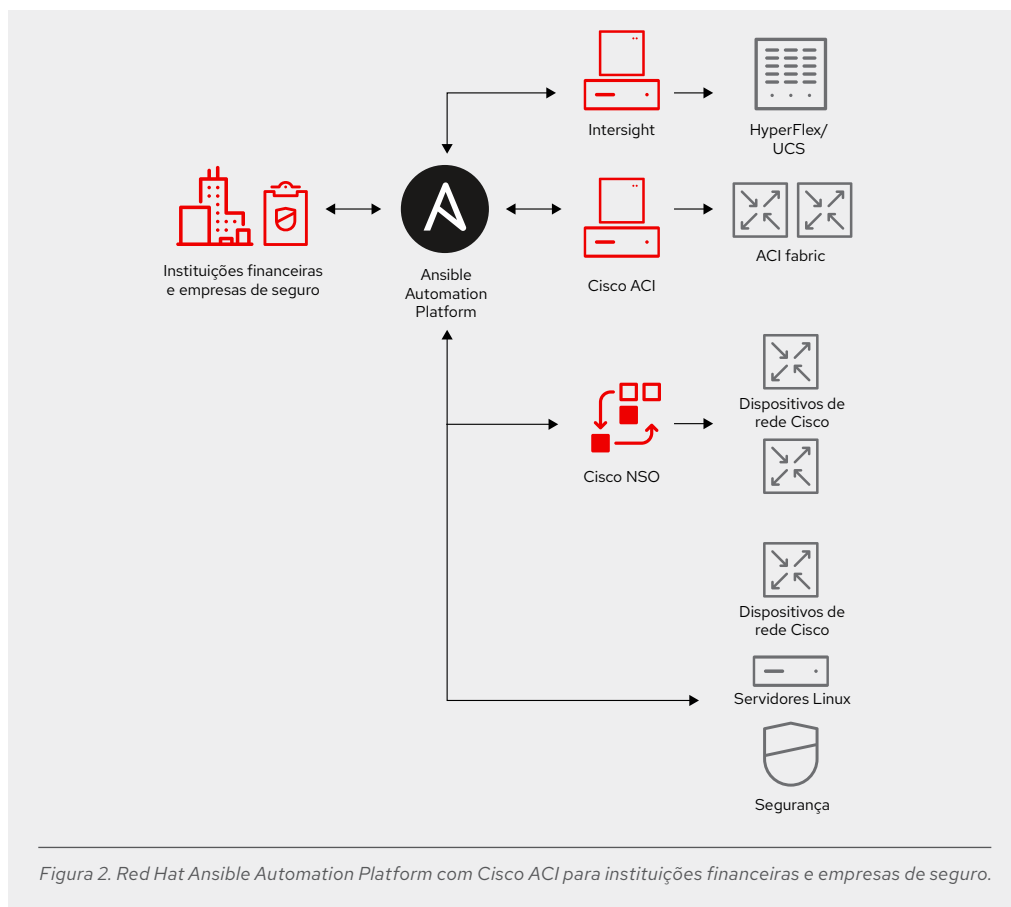 Intersight
HyperFlex/
UCS
Instituições financeiras
e empresas de seguro
Ansible
Automation
Platform
Cisco ACI
ACI fabric
Dispositivos de
rede Cisco
Cisco NSO
Dispositivos de
rede Cisco
Servidores Linux
Segurança
Figura 2. Red Hat Ansible Automation Platform com Cisco ACI para instituições financeiras e empresas de seguro.